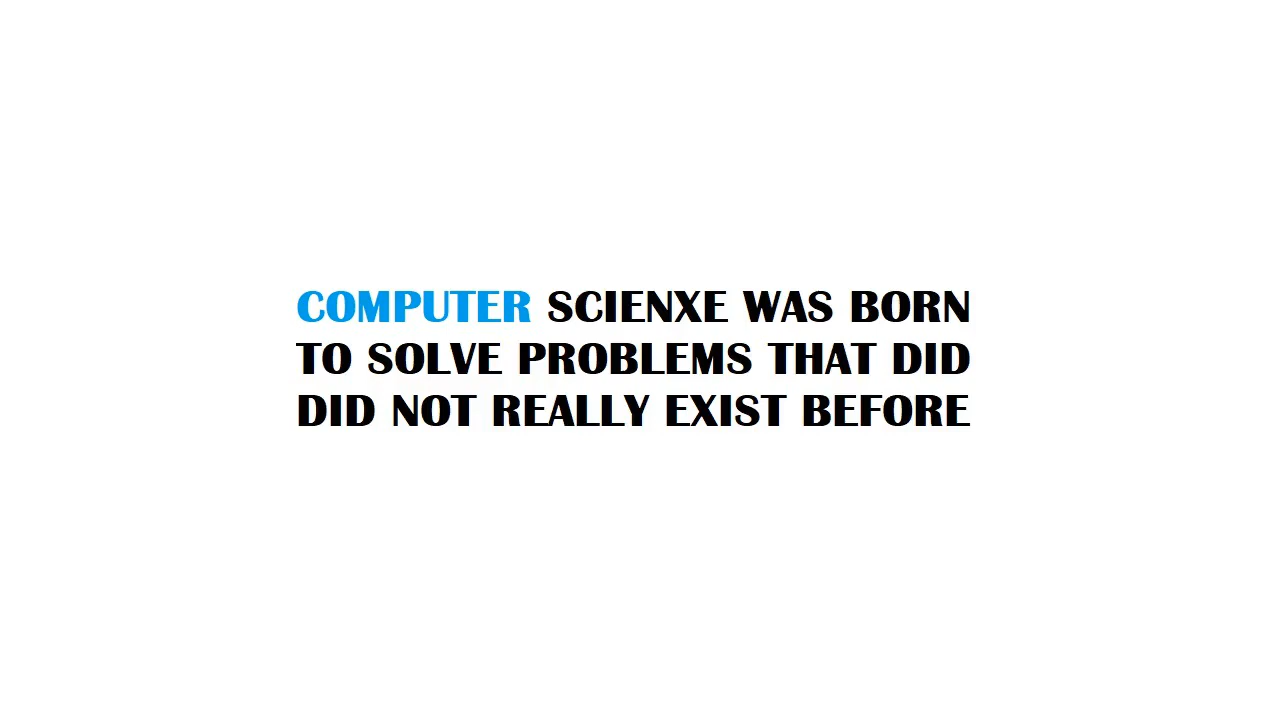 COMPUTER SCIENXE WAS BORN
TO SOLVE PROBLEMS THAT DID
DID NOT REALLY EXIST BEFORE